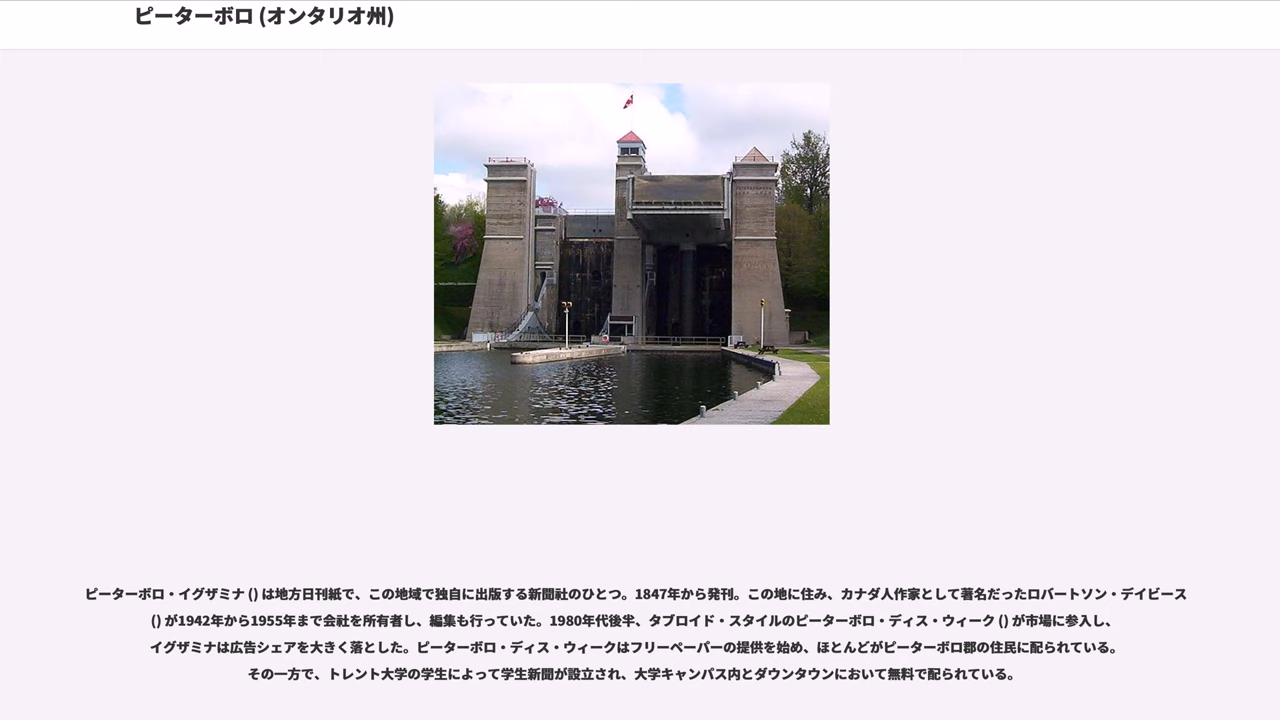 ピーターボロ (オンタリオ州)
ピーターボロ・イグザミナ () は地方日刊紙で、この地域で独自に出版する新聞社のひとつ。1847年から発刊。この地に住み、カナダ人作家として著名だったロバートソン・デイビース
() が1942年から1955年まで会社を所有者し、編集も行っていた。1980年代後半、タブロイド・スタイルのピーターボロ・ディス・ウィーク () が市場に参入し、
イグザミナは広告シェアを大きく落とした。ピーターボロ・ディス・ウィークはフリーペーパーの提供を始め、ほとんどがピーターボロ郡の住民に配られている。
その一方で、トレント大学の学生によって学生新聞が設立され、大学キャンパス内とダウンタウンにおいて無料で配られている。